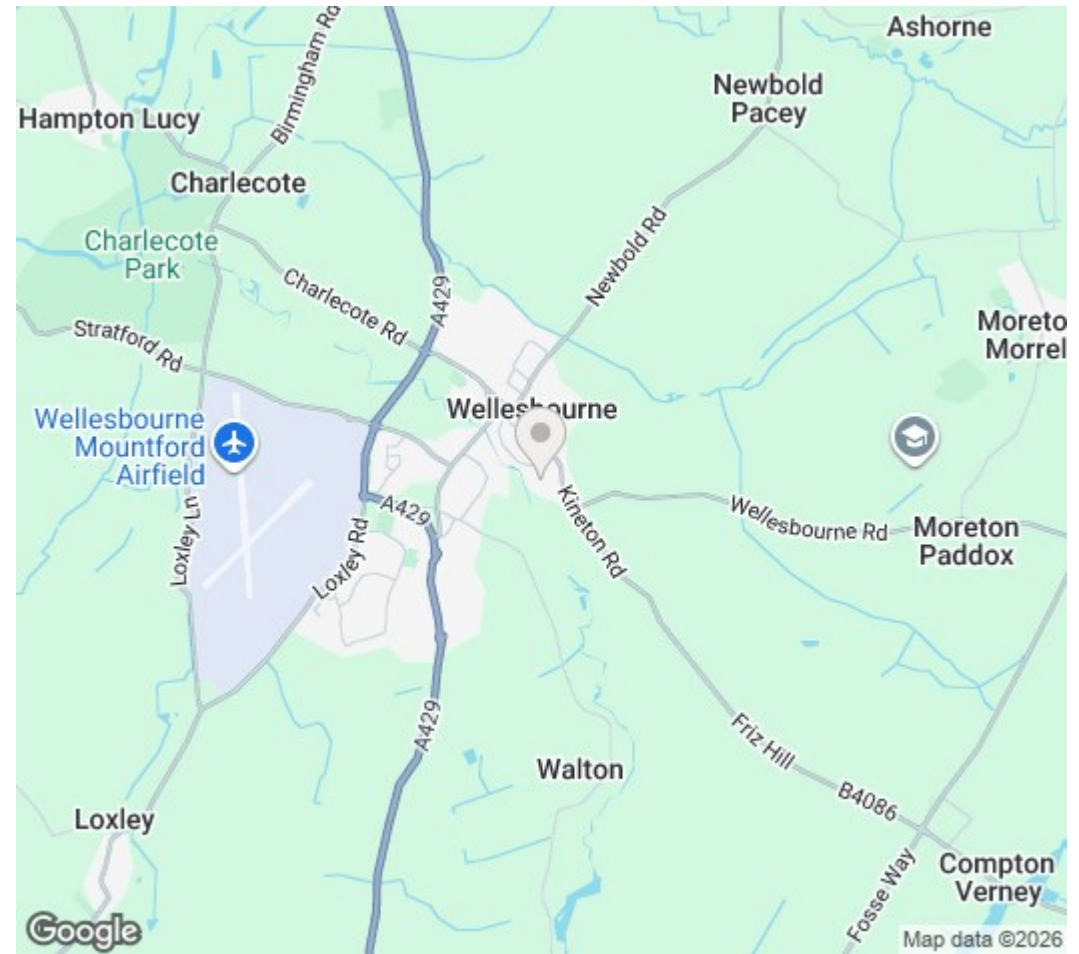 Ashorne
Birmingham Rd
Newbold
Pacey
Hampton Lucy
Charlecote
Charlecote
Park
Newbold Rd
Charlecote Rd
A429
Stratford Rd
Moreto
Morrel
Wellesbourne
Wellesbourne
Mountford
Airfield
A429
Kineton Rd
Wellesbourne Rd
Moreton
Paddox
Loxley Ln
Loxley Rd
A429
Friz Hill
Walton
B4086
Loxley
Compton
Verney
Fosse Way
Google
Map data ©2026